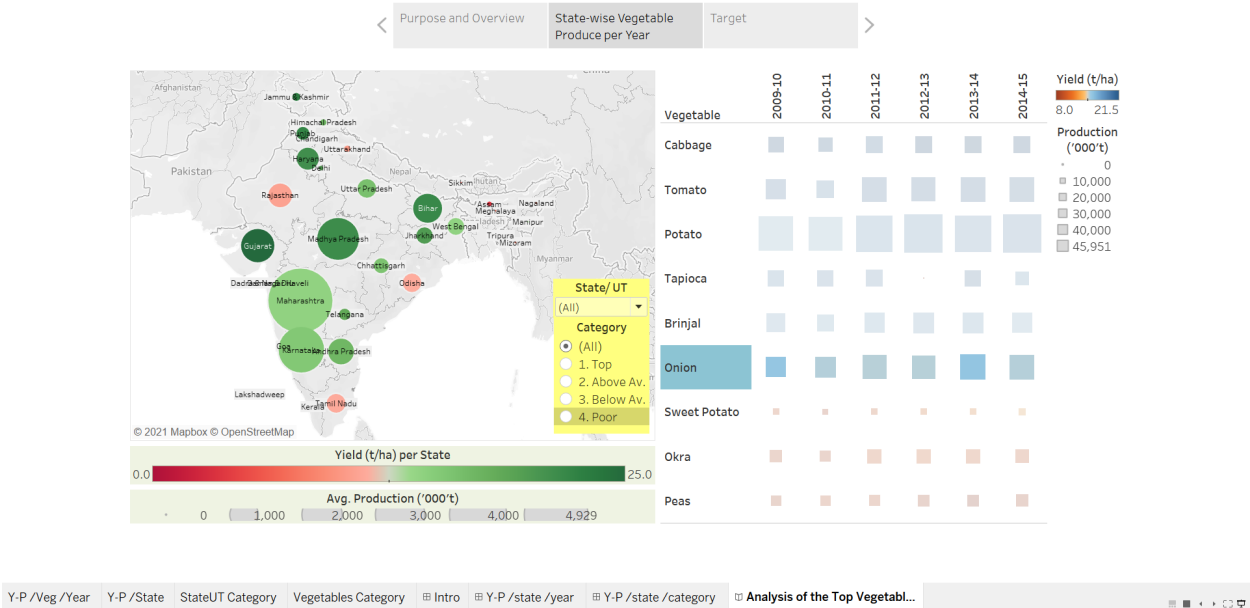 Purpose and Overview
State-wise Vegetable
Produce per Year
Target
China
Afghanistan
Jammu & Kashmir
Himachal Pradesh
Punjab
Chandigarh
Uttarakhand
Haryana
Delhi
Pakistan
Nepal
Rajasthan
Uttar Pradesh
Sikkim
Bhutan
Bihar
Assam
Nagaland
Meghalaya
West Bengal
Manipur
Gujarat
Madhya Pradesh
Jharkhand
Tripura
Mizoram
Myanmar
Chhattisgarh
Odisha
Maharashtra
Telangana
Goa
Karnataka
Andhra Pradesh
Lakshadweep
Kerala
Tamil Nadu
© 2021 Mapbox © OpenStreetMap
State/ UT
(All)
Category
(All)
1. Top
2. Above Av.
3. Below Av.
4. Poor
Yield (t/ha) per State
0.0
25.0
Avg. Production ('000't)
0
1,000
2,000
3,000
4,000
4,929
Vegetable
2009-10
2010-11
2011-12
2012-13
2013-14
2014-15
Cabbage
Tomato
Potato
Tapioca
Brinjal
Onion
Sweet Potato
Okra
Peas
Yield (t/ha)
8.0
21.5
Production
('000't)
0
10,000
20,000
30,000
40,000
45,951
Y-P /Veg /Year
Y-P /State
StateUT Category
Vegetables Category
Intro
Y-P /state /year
Y-P /state /category
Analysis of the Top Vegetabl...